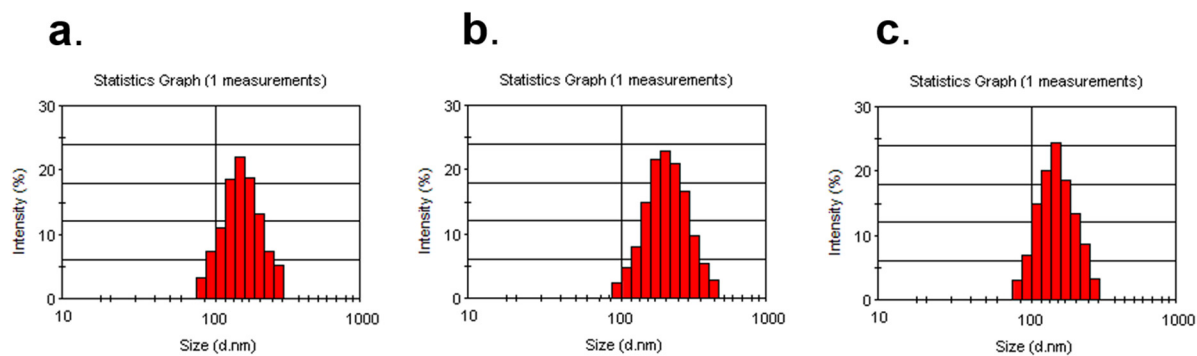 a.
Statistics Graph (1 measurements)
30
20
10
0
Intensity (%)
10
100
1000
Size (d.nm)
b.
Statistics Graph (1 measurements)
30
20
10
0
Intensity (%)
10
100
1000
Size (d.nm)
c.
Statistics Graph (1 measurements)
30
20
10
0
Intensity (%)
10
100
1000
Size (d.nm)